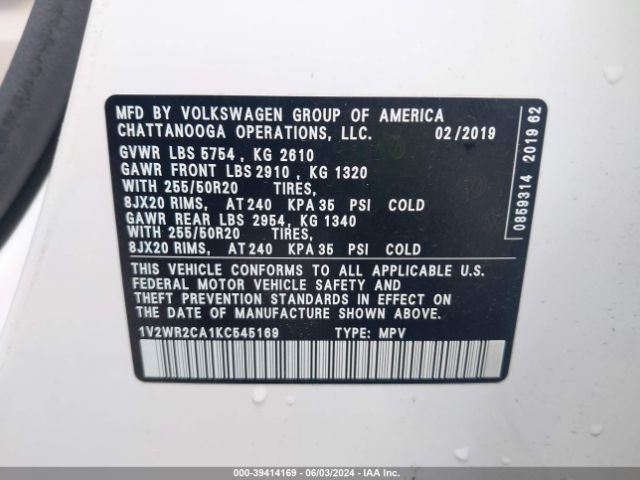 MFD BY VOLKSWAGEN GROUP OF AMERICA
CHATTANOOGA OPERATIONS, LLC. 02/2019
GVWR LBS 5754 , KG 2610
GAWR FRONT LBS 2910 , KG 1320
WITH 255/50R20 TIRES,
8JX20 RIMS, AT 240 KPA 35 PSI COLD
GAWR REAR LBS 2954, KG 1340
WITH 255/50R20 TIRES,
8JX20 RIMS, AT 240 KPA 35 PSI COLD
THIS VEHICLE CONFORMS TO ALL APPLICABLE U.S.
FEDERAL MOTOR VEHICLE SAFETY AND
THEFT PREVENTION STANDARDS IN EFFECT ON
THE DATE OF MANUFACTURE SHOWN ABOVE.
1V2WR2CA1KC545169 TYPE: MPV
0859314 2019 62
000-39414169 - 06/03/2024 - IAAI.COM